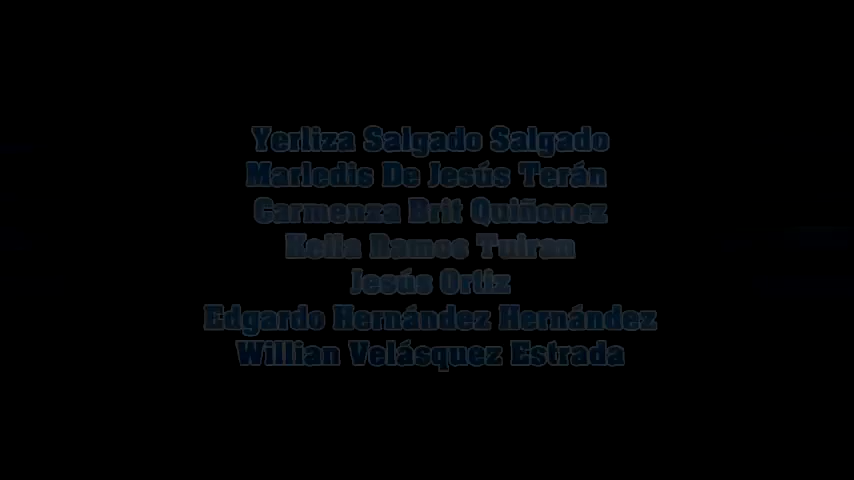 Yerliza Salgado Salgado
Marledis De Jesús Terán
Carmenza Brit Quiñonez
Keila Ramos Tuiran
Jesús Ortiz
Edgardo Hernández Hernández
Willian Velásquez Estrada